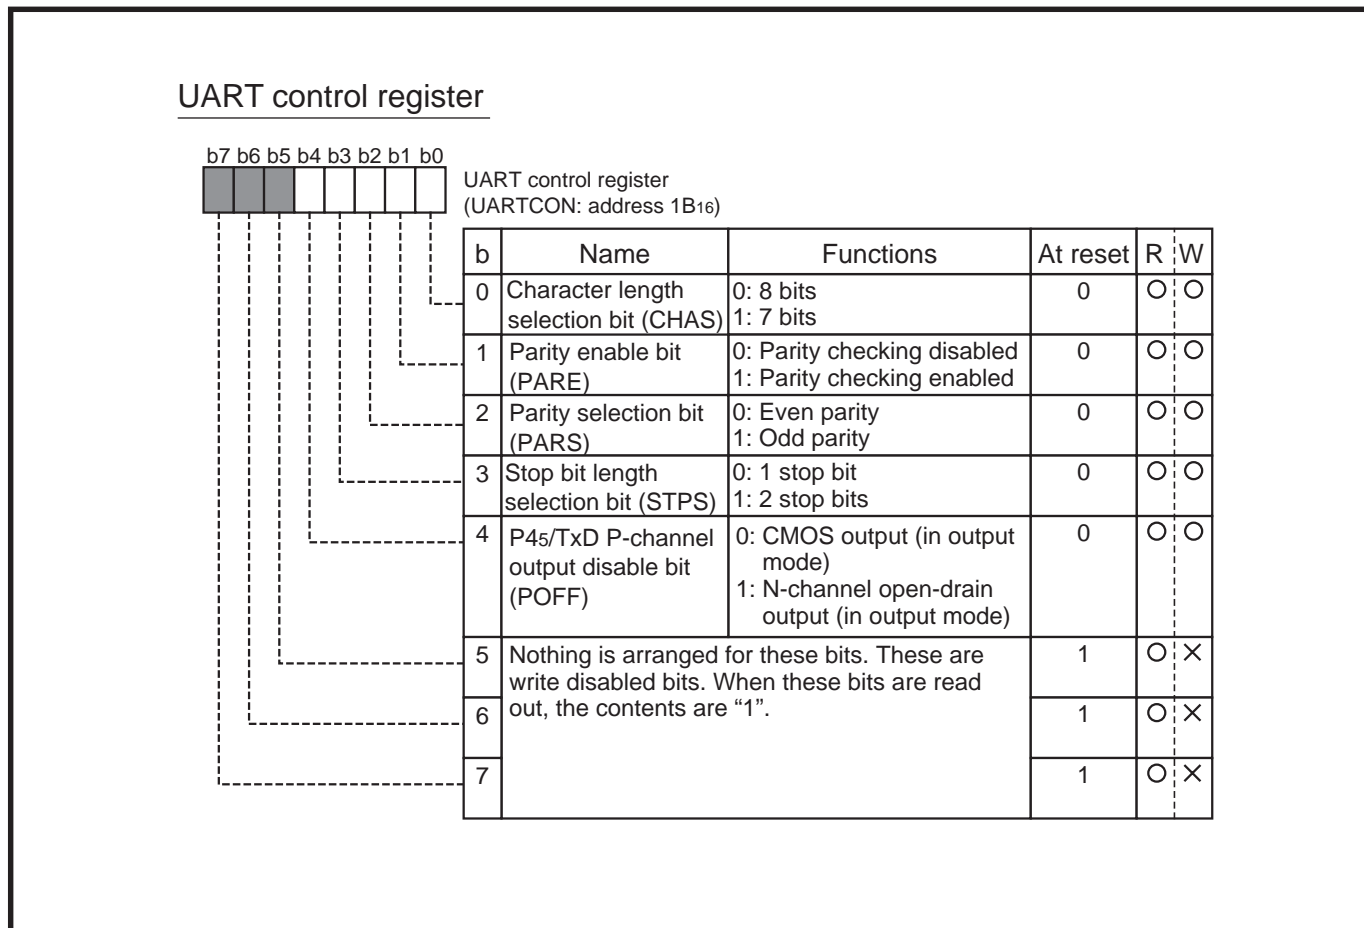 UART control register
b7 b6 b5 b4 b3 b2 b1 b0
UART control register
(UARTCON: address 1B16)
b Name Functions At reset R W
0 Character length selection bit (CHAS) 0: 8 bits 1: 7 bits 0 O O
1 Parity enable bit (PARE) 0: Parity checking disabled 1: Parity checking enabled 0 O O
2 Parity selection bit (PARS) 0: Even parity 1: Odd parity 0 O O
3 Stop bit length selection bit (STPS) 0: 1 stop bit 1: 2 stop bits 0 O O
4 P45/TxD P-channel output disable bit (POFF) 0: CMOS output (in output mode) 1: N-channel open-drain output (in output mode) 0 O O
5 Nothing is arranged for these bits. These are write disabled bits. When these bits are read out, the contents are “1”. 1 O ×
6 1 O ×
7 1 O ×